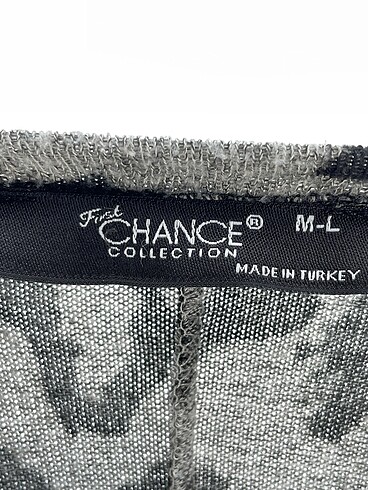 First
CHANCE® M-L
COLLECTION
MADE IN TURKEY